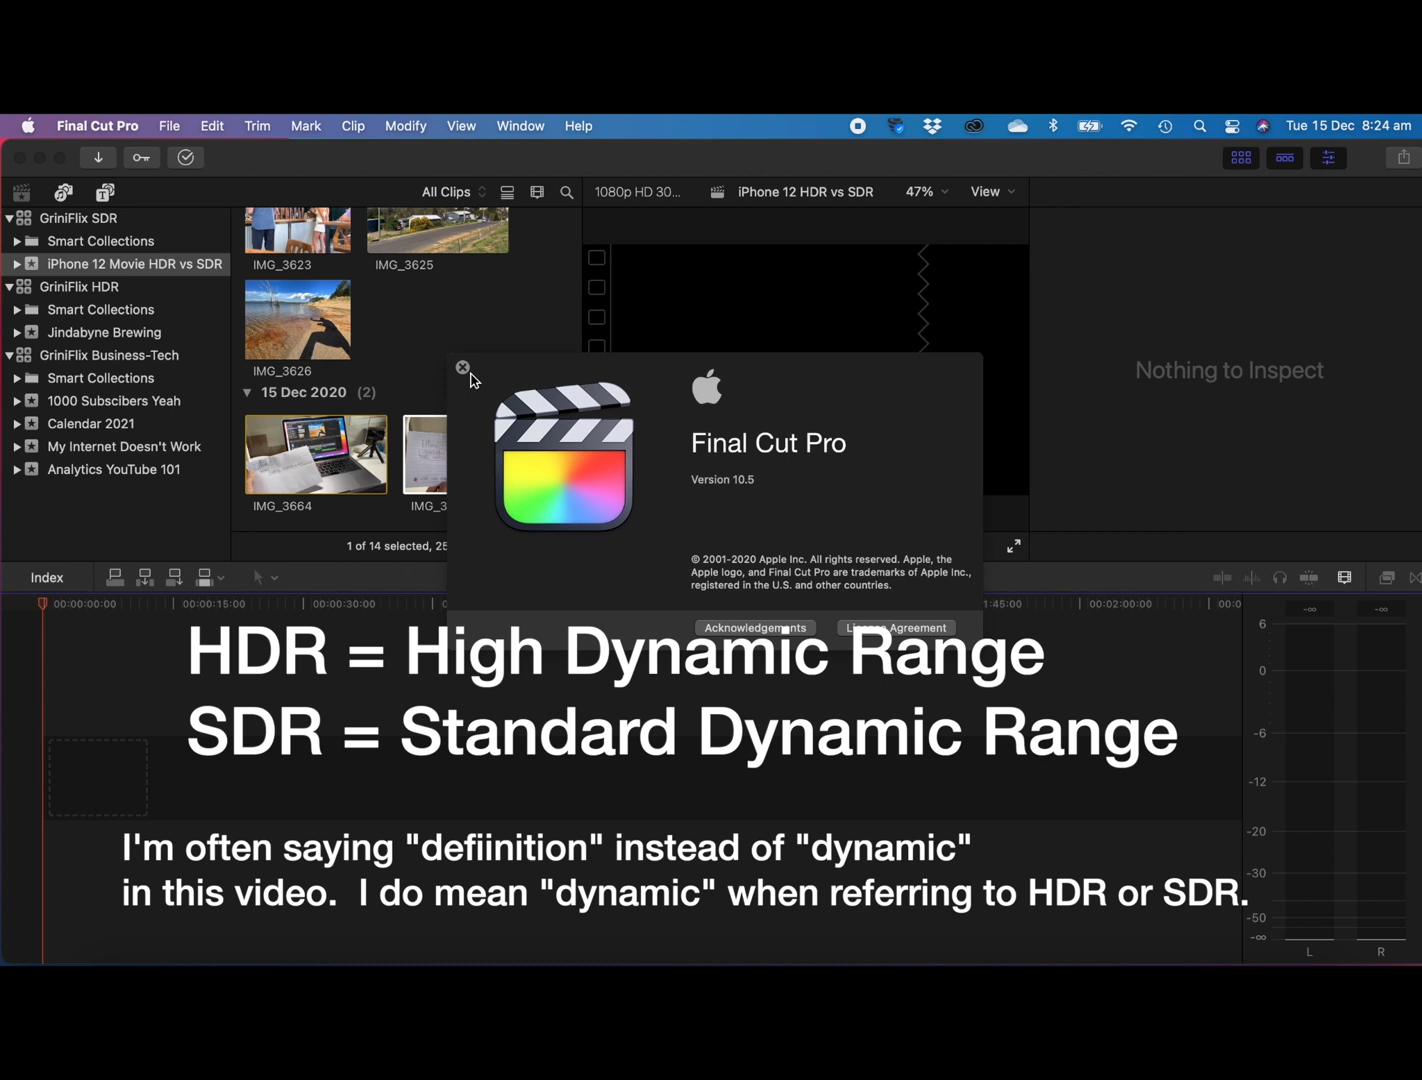 Final Cut Pro File Edit Trim Mark Clip Modify View Window Help Tue 15 Dec 8:24 am
All Clips
1080p HD 30...
iPhone 12 HDR vs SDR
47%
View
GriniFlix SDR
Smart Collections
iPhone 12 Movie HDR vs SDR
GriniFlix HDR
Smart Collections
Jindabyne Brewing
GriniFlix Business-Tech
Smart Collections
1000 Subscibers Yeah
Calendar 2021
My Internet Doesn't Work
Analytics YouTube 101
IMG_3623
IMG_3625
IMG_3626
15 Dec 2020 (2)
IMG_3664
IMG_3
1 of 14 selected, 25
Nothing to Inspect
Final Cut Pro
Version 10.5
© 2001-2020 Apple Inc. All rights reserved. Apple, the
Apple logo, and Final Cut Pro are trademarks of Apple Inc.,
registered in the U.S. and other countries.
Acknowledgements
License Agreement
Index
00:00:00:00
00:00:15:00
00:00:30:00
1:45:00
00:02:00:00
00:0
HDR = High Dynamic Range
SDR = Standard Dynamic Range
I'm often saying "defiinition" instead of "dynamic"
in this video. I do mean "dynamic" when referring to HDR or SDR.
-∞ -∞
6
0
-6
-12
-20
-30
-50
-∞
L R